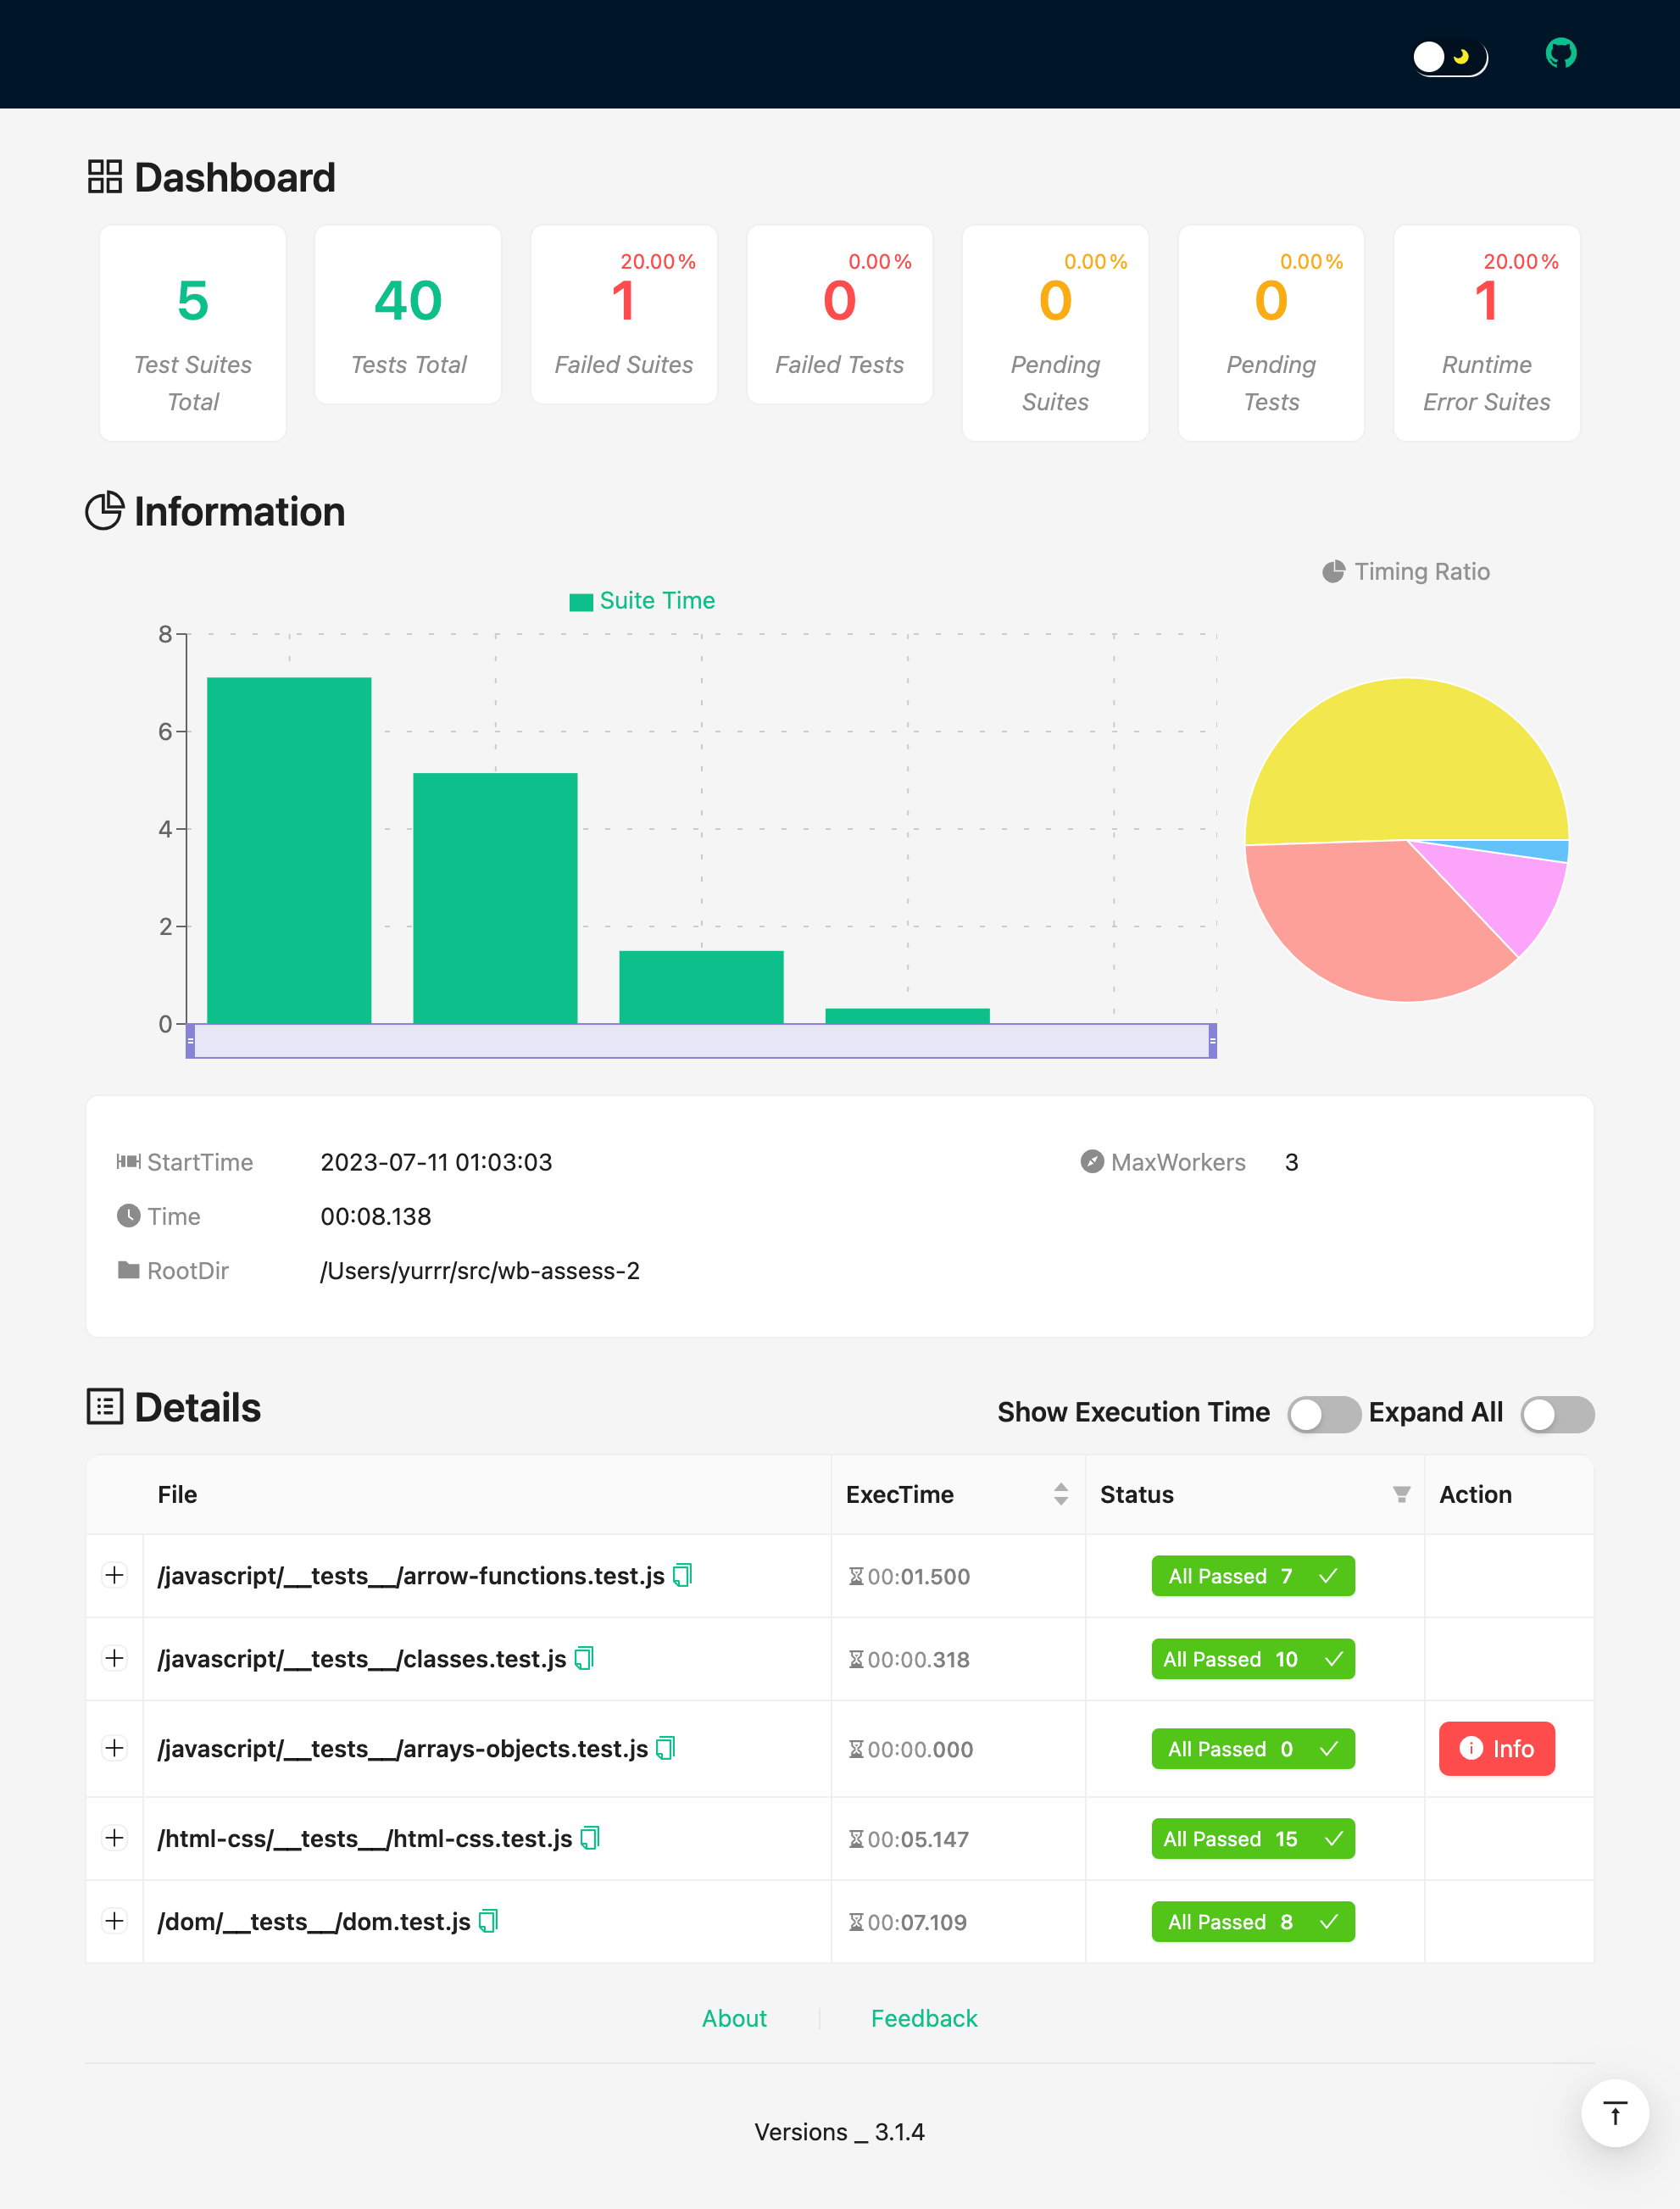 Dashboard
5
Test Suites
Total
40
Tests Total
20.00%
1
Failed Suites
0.00%
0
Failed Tests
0.00%
0
Pending
Suites
0.00%
0
Pending
Tests
20.00%
1
Runtime
Error Suites
Information
Suite Time
8
6
4
2
0
Timing Ratio
StartTime 2023-07-11 01:03:03 MaxWorkers 3
Time 00:08.138
RootDir /Users/yurrr/src/wb-assess-2
Details Show Execution Time Expand All
File ExecTime Status Action
/javascript/__tests__/arrow-functions.test.js 00:01.500 All Passed 7
/javascript/__tests__/classes.test.js 00:00.318 All Passed 10
/javascript/__tests__/arrays-objects.test.js 00:00.000 All Passed 0 Info
/html-css/__tests__/html-css.test.js 00:05.147 All Passed 15
/dom/__tests__/dom.test.js 00:07.109 All Passed 8
About Feedback
Versions _ 3.1.4